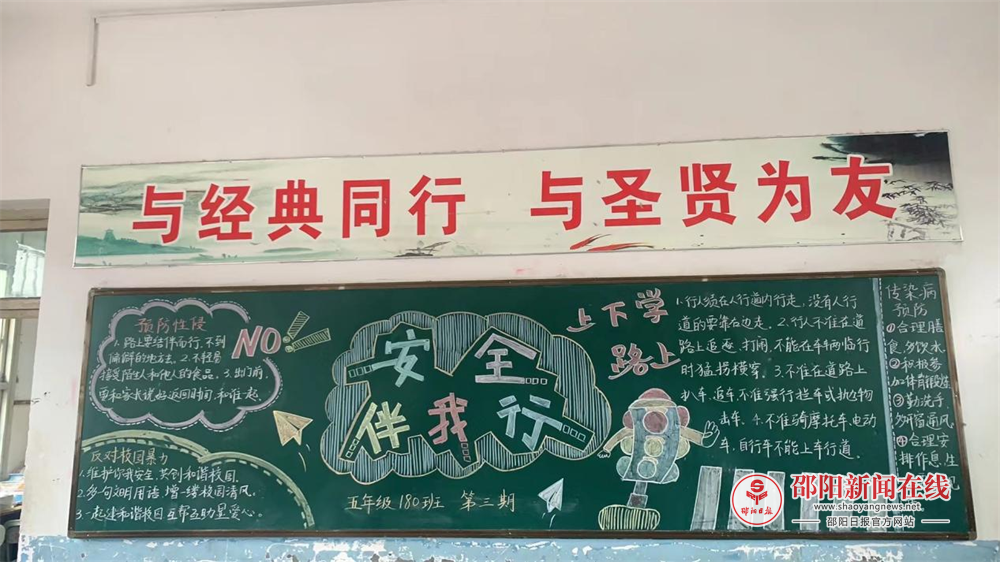 与经典同行 与圣贤为友
预防性侵
1.路上要结伴而行,不到
偏僻的地方。2.不轻易
接受陌生人和他人的食品。3.出门前,
要和家长说好返回时间和谁走。
NO!
反对校园暴力
1.维护你我安全,共创和谐校园
2.多句文明用语 增一缕校园清风。
3.一起建和谐校园 互帮互助显爱心。
安全
伴我行
五年级180班 第三期
上下学
路上
1.行人须在人行道内行走,没有人行
道的要靠右边走。2.行人不准在道
路上追逐、打闹,不能在车辆临行
时猛拐横穿。3.不准在道路上
扒车、追车不准强行拦车或抛物
击车。4.不准骑摩托车、电动
车,自行车不能上车行道。
传染病
预防
①合理膳
食,多饮水
②积极参
加体育锻炼
③勤洗手
多开窗通风
④合理安
排作息,生
邵阳日报
邵阳新闻在线
www.shaoyangnews.net
邵阳日报官方网站